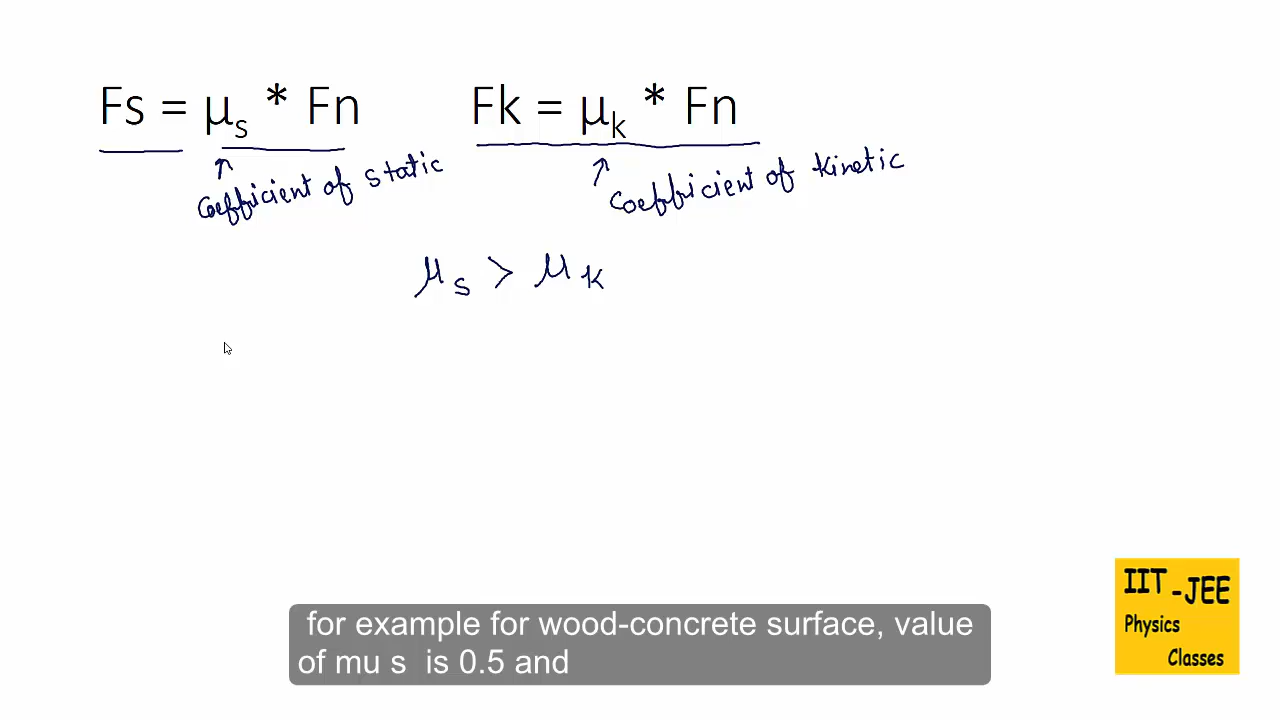 Fs = μs * Fn Fk = μk * Fn
coefficient of static coefficient of kinetic
μs > μk
for example for wood-concrete surface, value
of mu s is 0.5 and
IIT-JEE
Physics
Classes